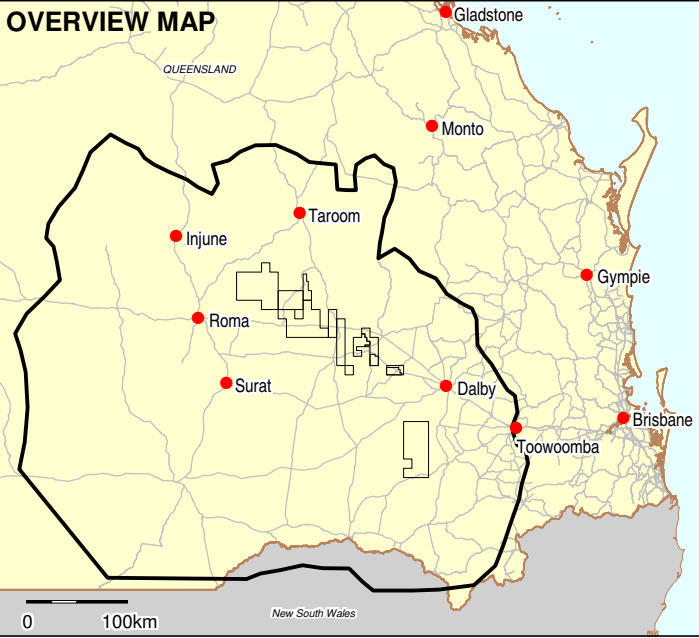 OVERVIEW MAP
Gladstone
QUEENSLAND
Monto
Taroom
Injune
Gympie
Roma
Surat
Dalby
Brisbane
Toowoomba
New South Wales
0 100km